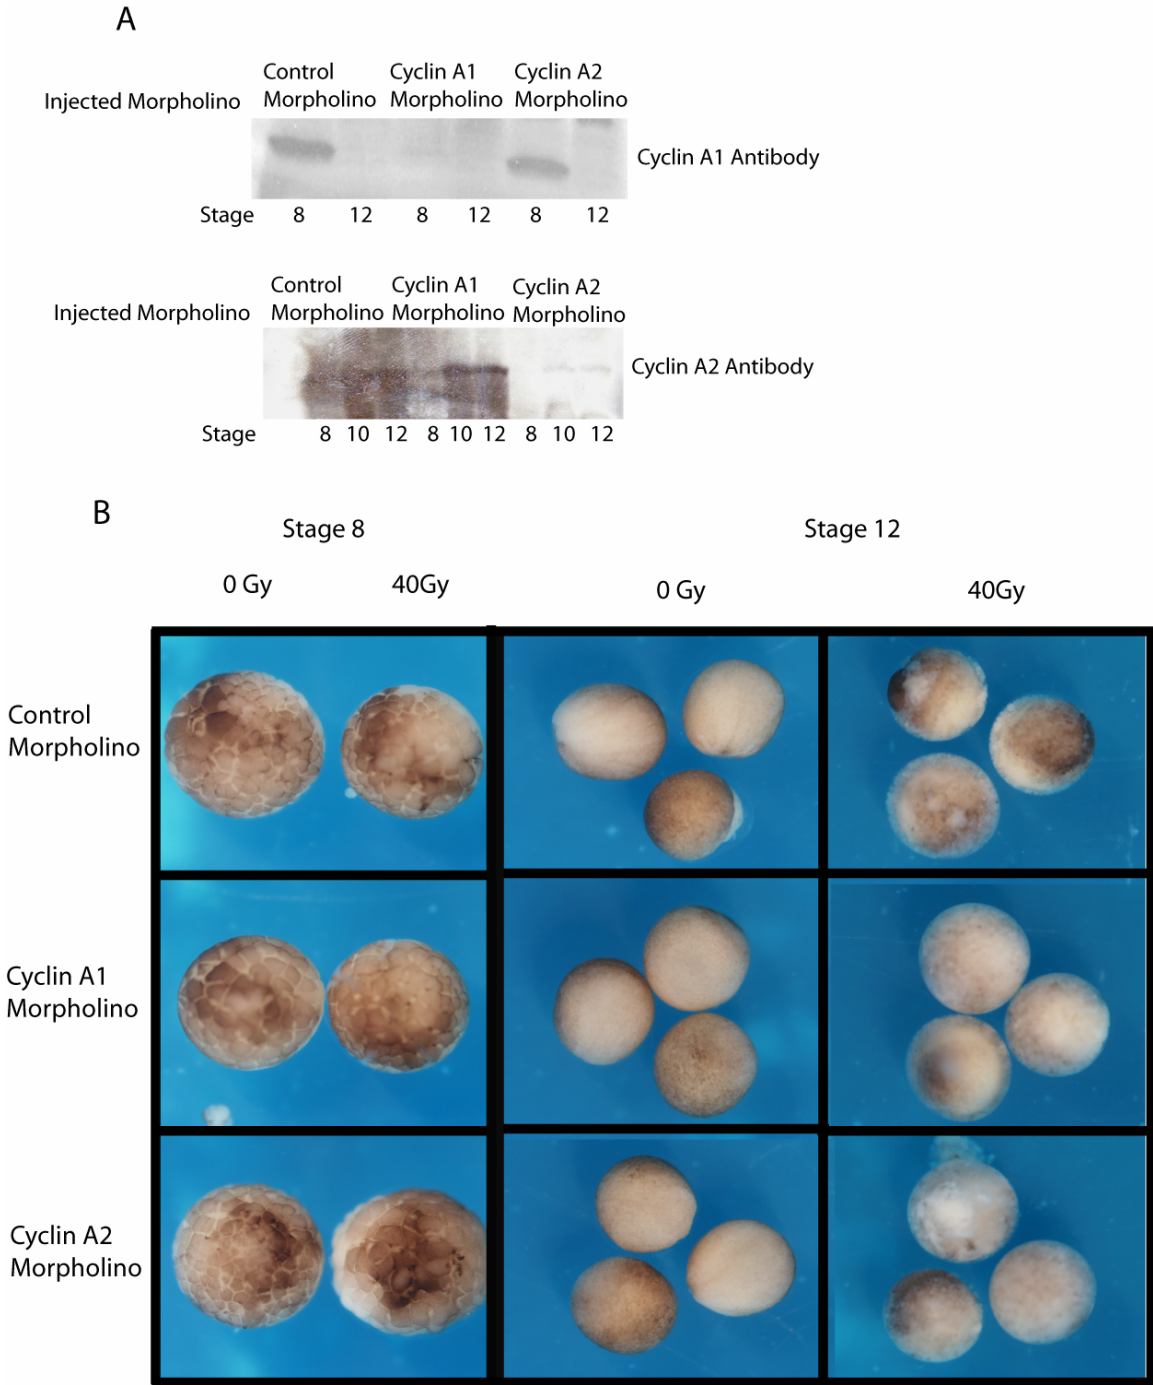 A
Control Cyclin A1 Cyclin A2
Injected Morpholino Morpholino Morpholino Morpholino
Cyclin A1 Antibody
Stage 8 12 8 12 8 12
Control Cyclin A1 Cyclin A2
Injected Morpholino Morpholino Morpholino Morpholino
Cyclin A2 Antibody
Stage 8 10 12 8 10 12 8 10 12
B
Stage 8 Stage 12
0 Gy 40Gy 0 Gy 40Gy
Control
Morpholino
Cyclin A1
Morpholino
Cyclin A2
Morpholino